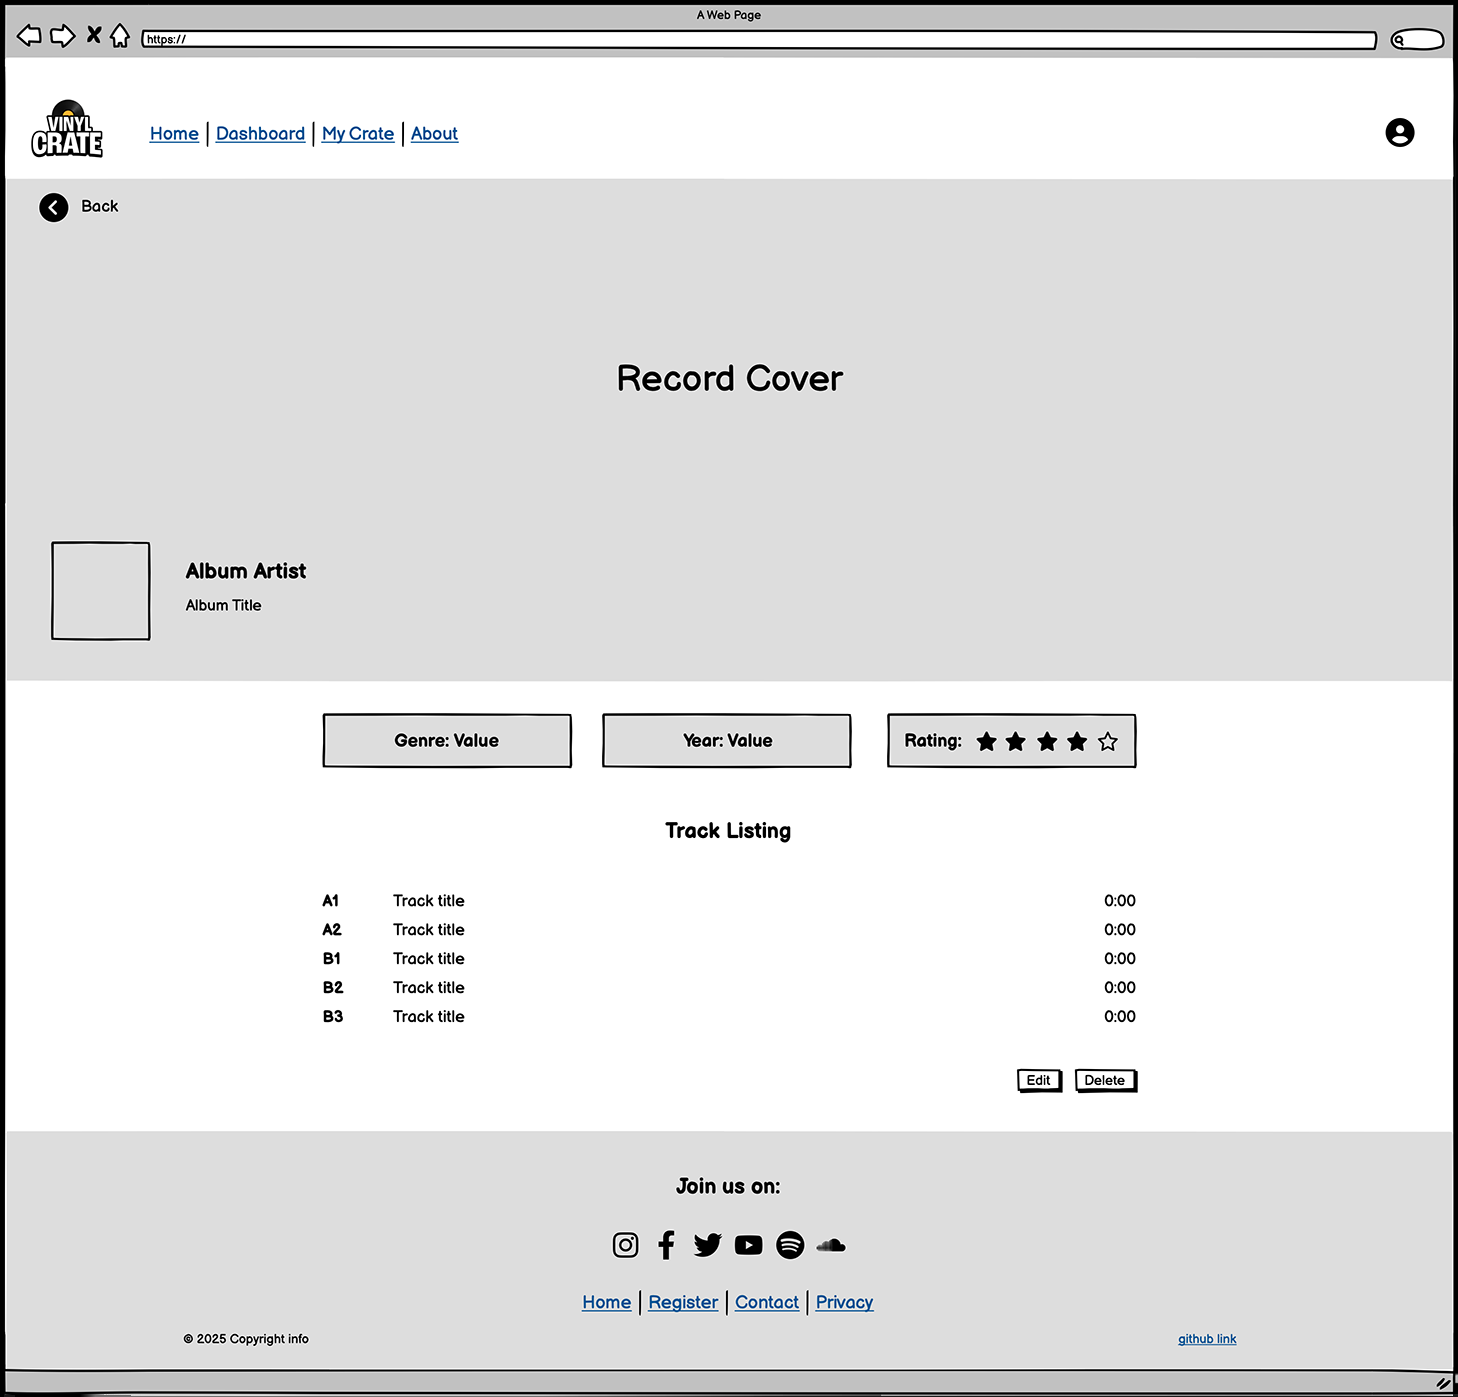 A Web Page
https://
VINYL
CRATE
Home | Dashboard | My Crate | About
Back
Record Cover
Album Artist
Album Title
Genre: Value
Year: Value
Rating:
Track Listing
A1 Track title 0:00
A2 Track title 0:00
B1 Track title 0:00
B2 Track title 0:00
B3 Track title 0:00
Edit Delete
Join us on:
Home | Register | Contact | Privacy
© 2025 Copyright info github link